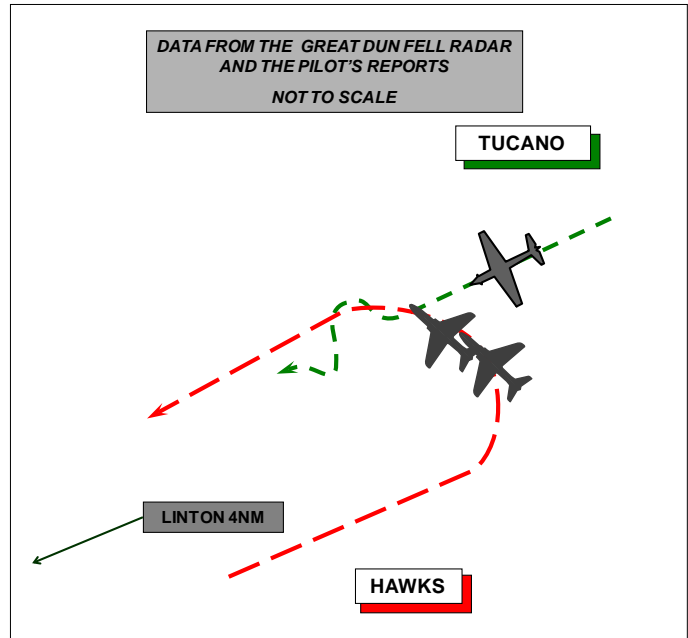 DATA FROM THE GREAT DUN FELL RADAR
AND THE PILOT'S REPORTS
NOT TO SCALE
TUCANO
LINTON 4NM
HAWKS